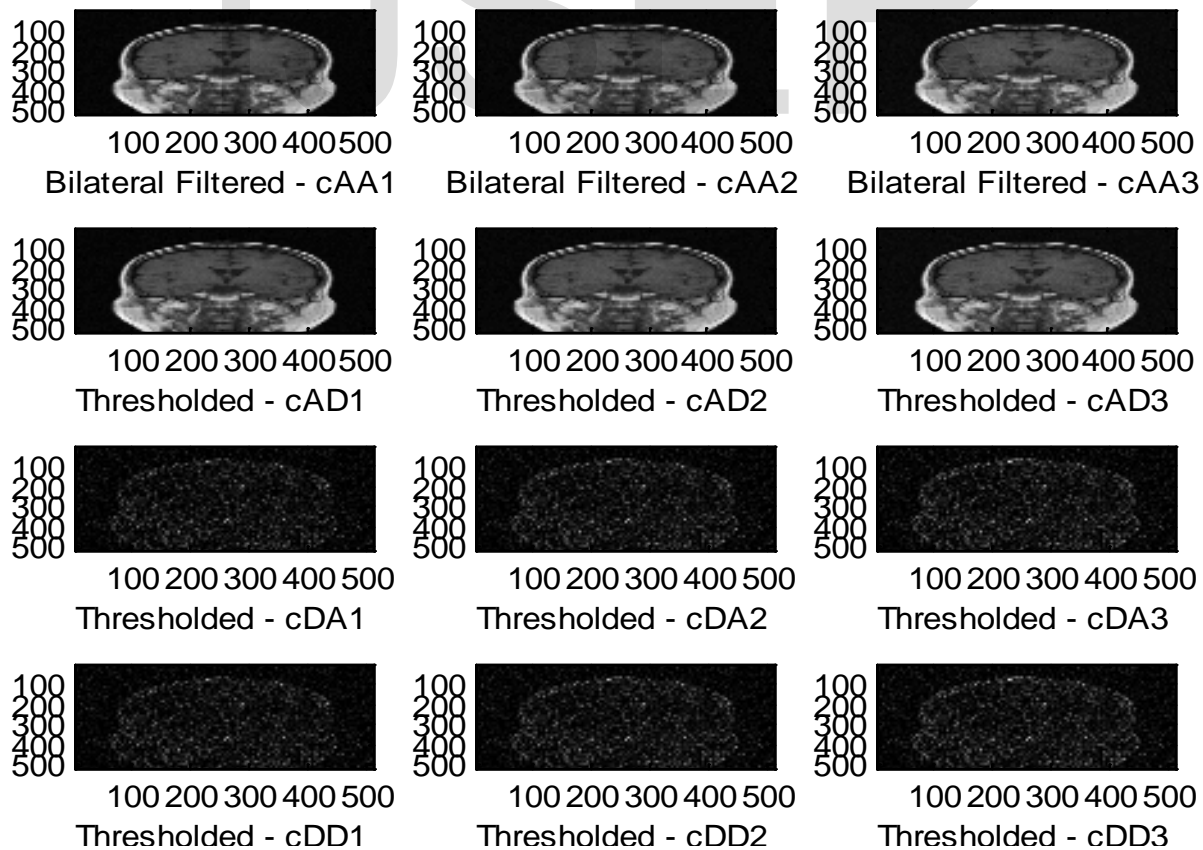 100
200
300
400
500
100 200 300 400 500
100
200
300
400
500
100 200 300 400 500
100
200
300
400
500
100 200 300 400 500
Bilateral Filtered - cAA1
Bilateral Filtered - cAA2
Bilateral Filtered - cAA3
100
200
300
400
500
100 200 300 400 500
100
200
300
400
500
100 200 300 400 500
100
200
300
400
500
100 200 300 400 500
Thresholded - cAD1
Thresholded - cAD2
Thresholded - cAD3
100
200
300
400
500
100 200 300 400 500
100
200
300
400
500
100 200 300 400 500
100
200
300
400
500
100 200 300 400 500
Thresholded - cDA1
Thresholded - cDA2
Thresholded - cDA3
100
200
300
400
500
100 200 300 400 500
100
200
300
400
500
100 200 300 400 500
100
200
300
400
500
100 200 300 400 500
Thresholded - cDD1
Thresholded - cDD2
Thresholded - cDD3